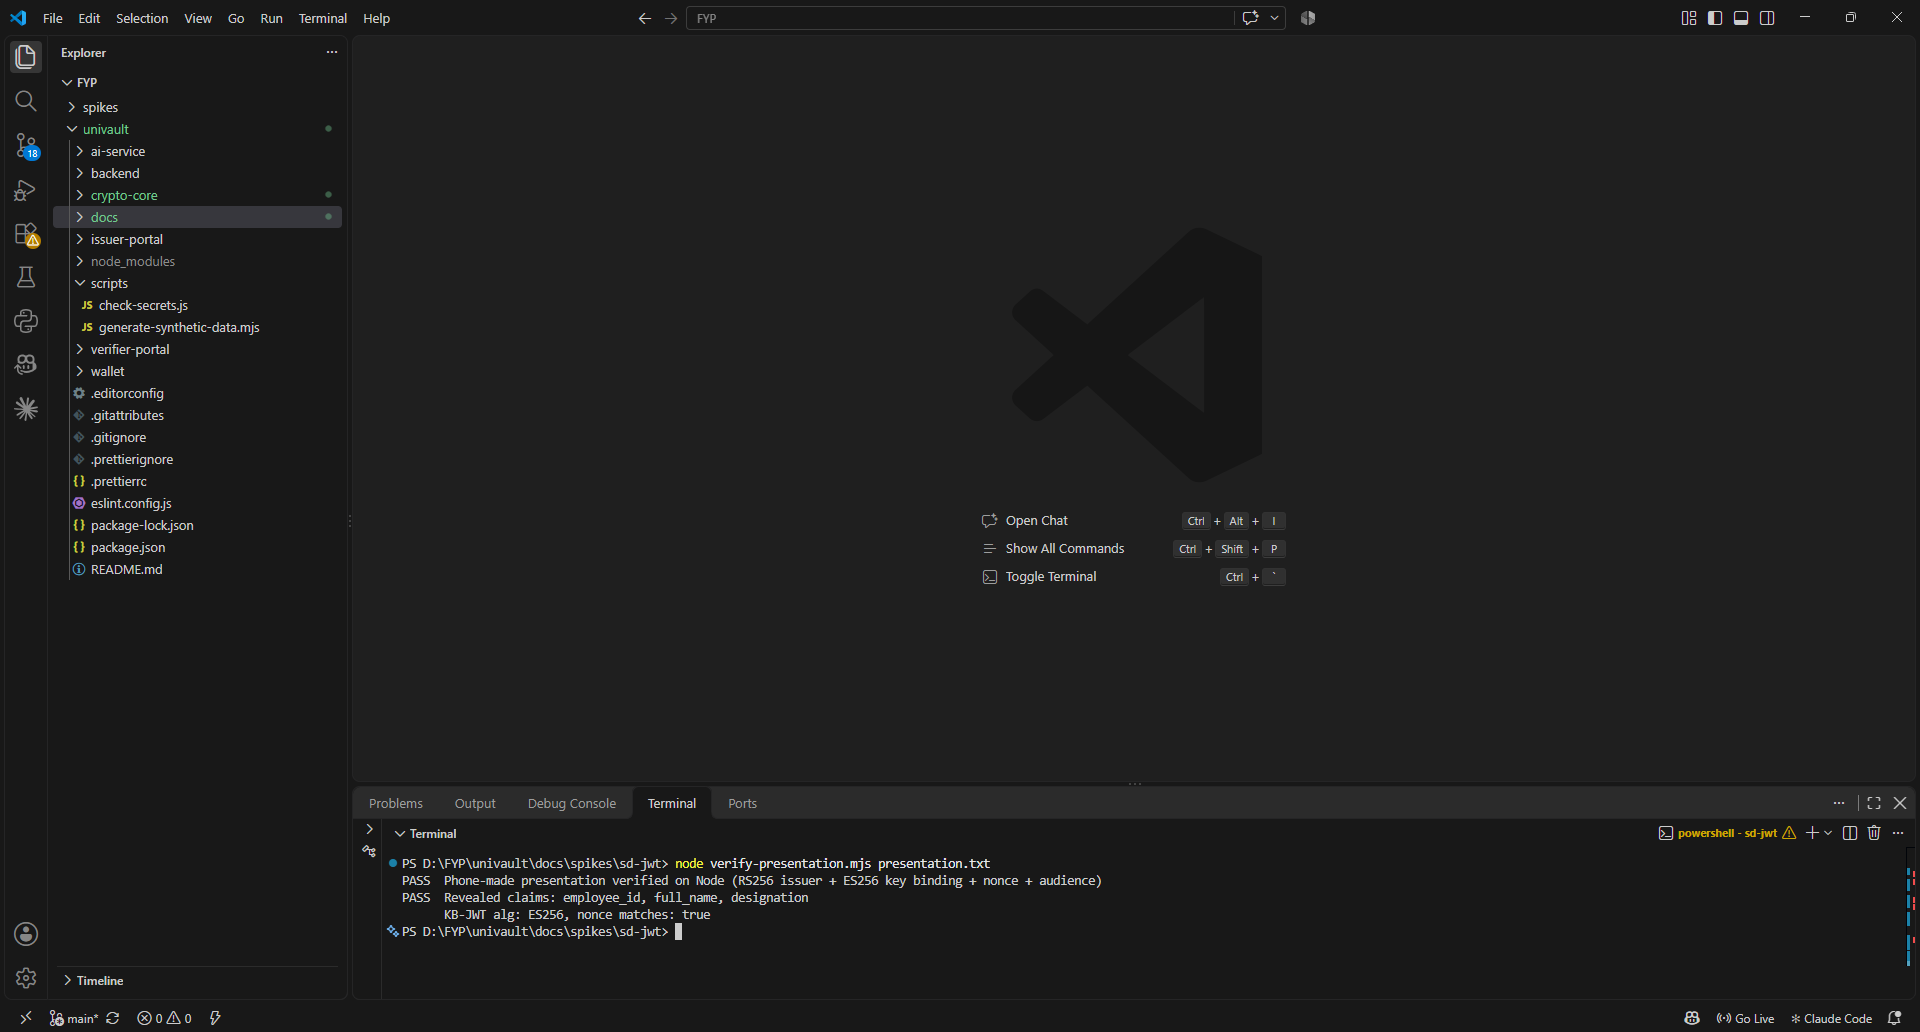 File Edit Selection View Go Run Terminal Help
FYP
Explorer
FYP
spikes
univault
ai-service
18
backend
crypto-core
docs
issuer-portal
node_modules
scripts
JS check-secrets.js
JS generate-synthetic-data.mjs
verifier-portal
wallet
.editorconfig
.gitattributes
.gitignore
.prettierignore
{} .prettierrc
eslint.config.js
{} package-lock.json
{} package.json
README.md
Timeline
Open Chat Ctrl + Alt + I
Show All Commands Ctrl + Shift + P
Toggle Terminal Ctrl + `
Problems Output Debug Console Terminal Ports
Terminal
powershell - sd-jwt
PS D:\FYP\univault\docs\spikes\sd-jwt> node verify-presentation.mjs presentation.txt
PASS Phone-made presentation verified on Node (RS256 issuer + ES256 key binding + nonce + audience)
PASS Revealed claims: employee_id, full_name, designation
KB-JWT alg: ES256, nonce matches: true
PS D:\FYP\univault\docs\spikes\sd-jwt>
main* 0 0 Go Live Claude Code